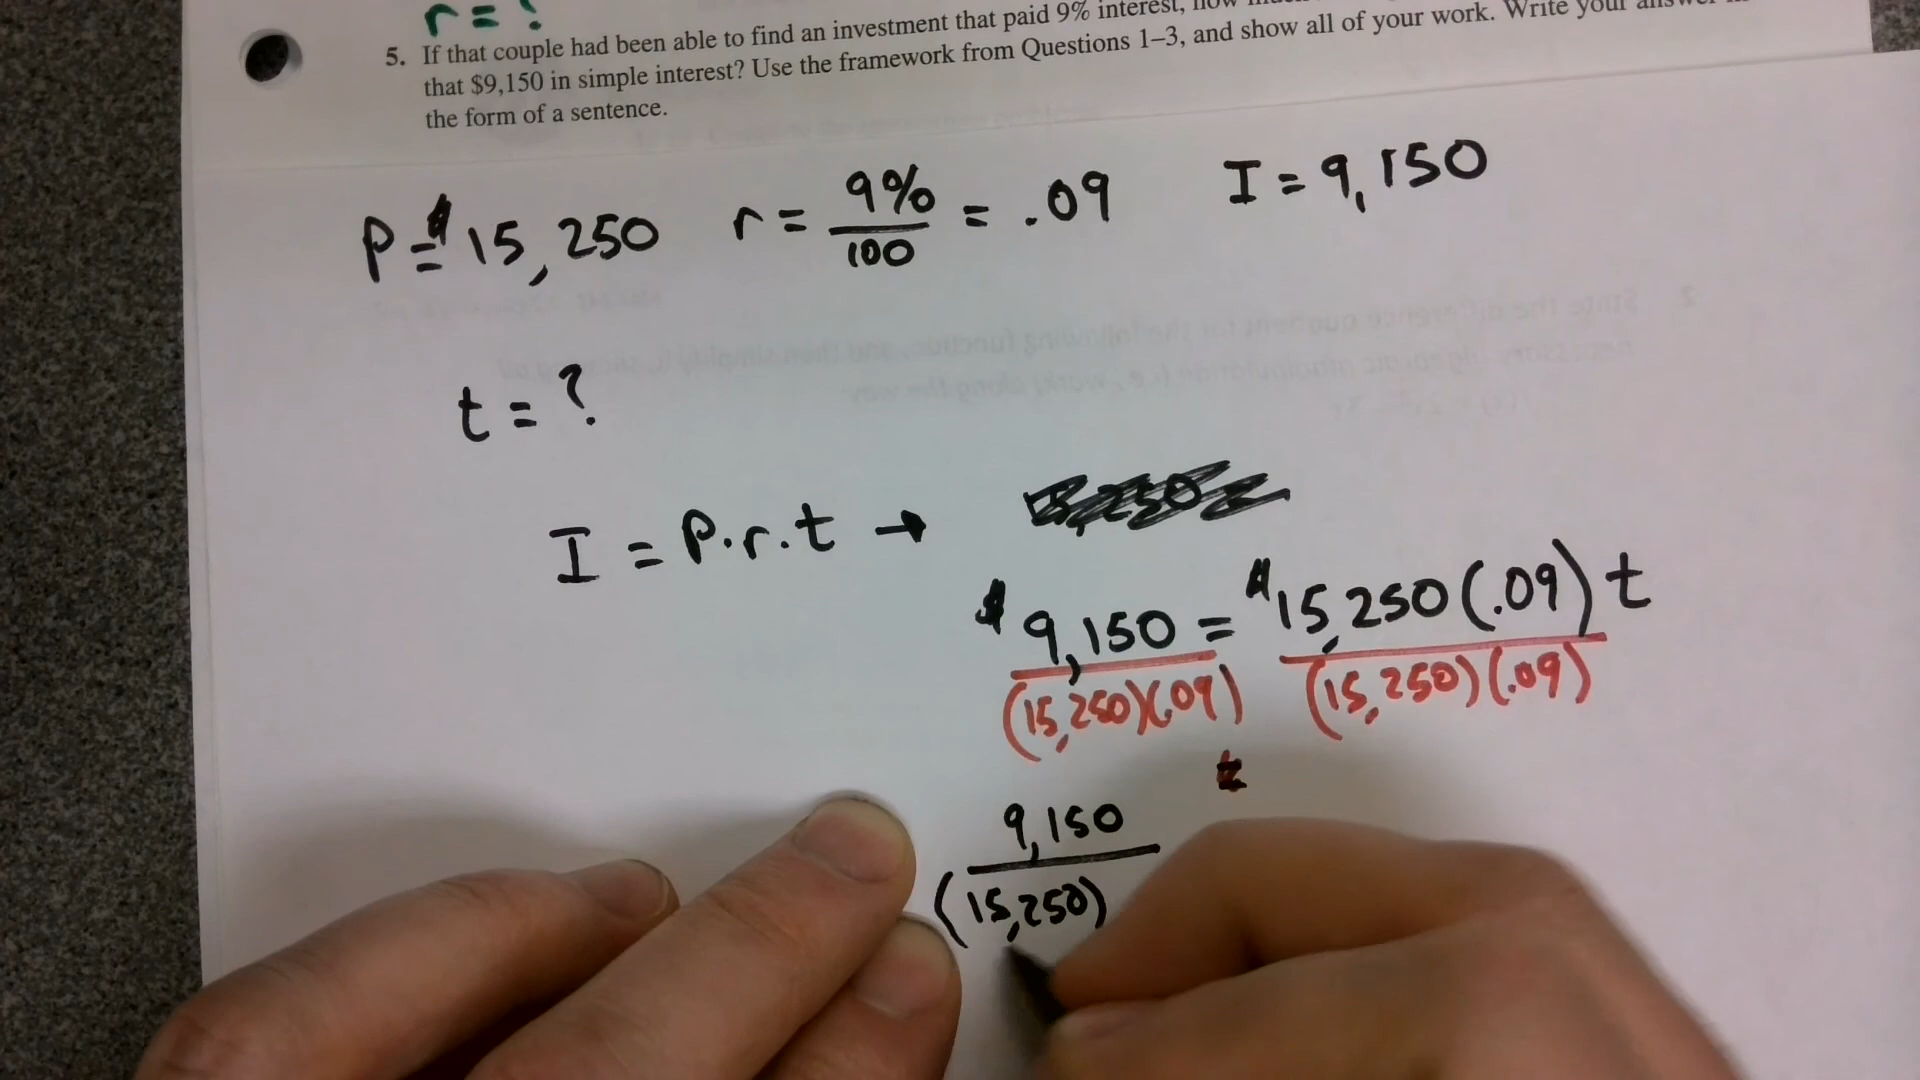 r = ?
5. If that couple had been able to find an investment that paid 9% interest, how
that $9,150 in simple interest? Use the framework from Questions 1–3, and show all of your work. Write your answer
the form of a sentence.
P = $15,250 r = 9%/100 = .09 I = 9,150
t = ?
I = P.r.t →
$9,150 = $15,250(.09) t
(15,250)(.09) (15,250)(.09)
9,150
(15,250)